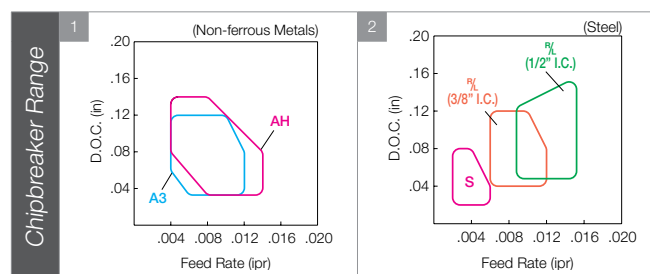 Chipbreaker Range
1
(Non-ferrous Metals)
.20
.16
.12
.08
.04
D.O.C. (in)
AH
A3
.004 .008 .012 .016 .020
Feed Rate (ipr)
2
(Steel)
.20
.16
.12
.08
.04
D.O.C. (in)
R/L
(1/2” I.C.)
R/L
(3/8” I.C.)
S
.004 .008 .012 .016 .020
Feed Rate (ipr)